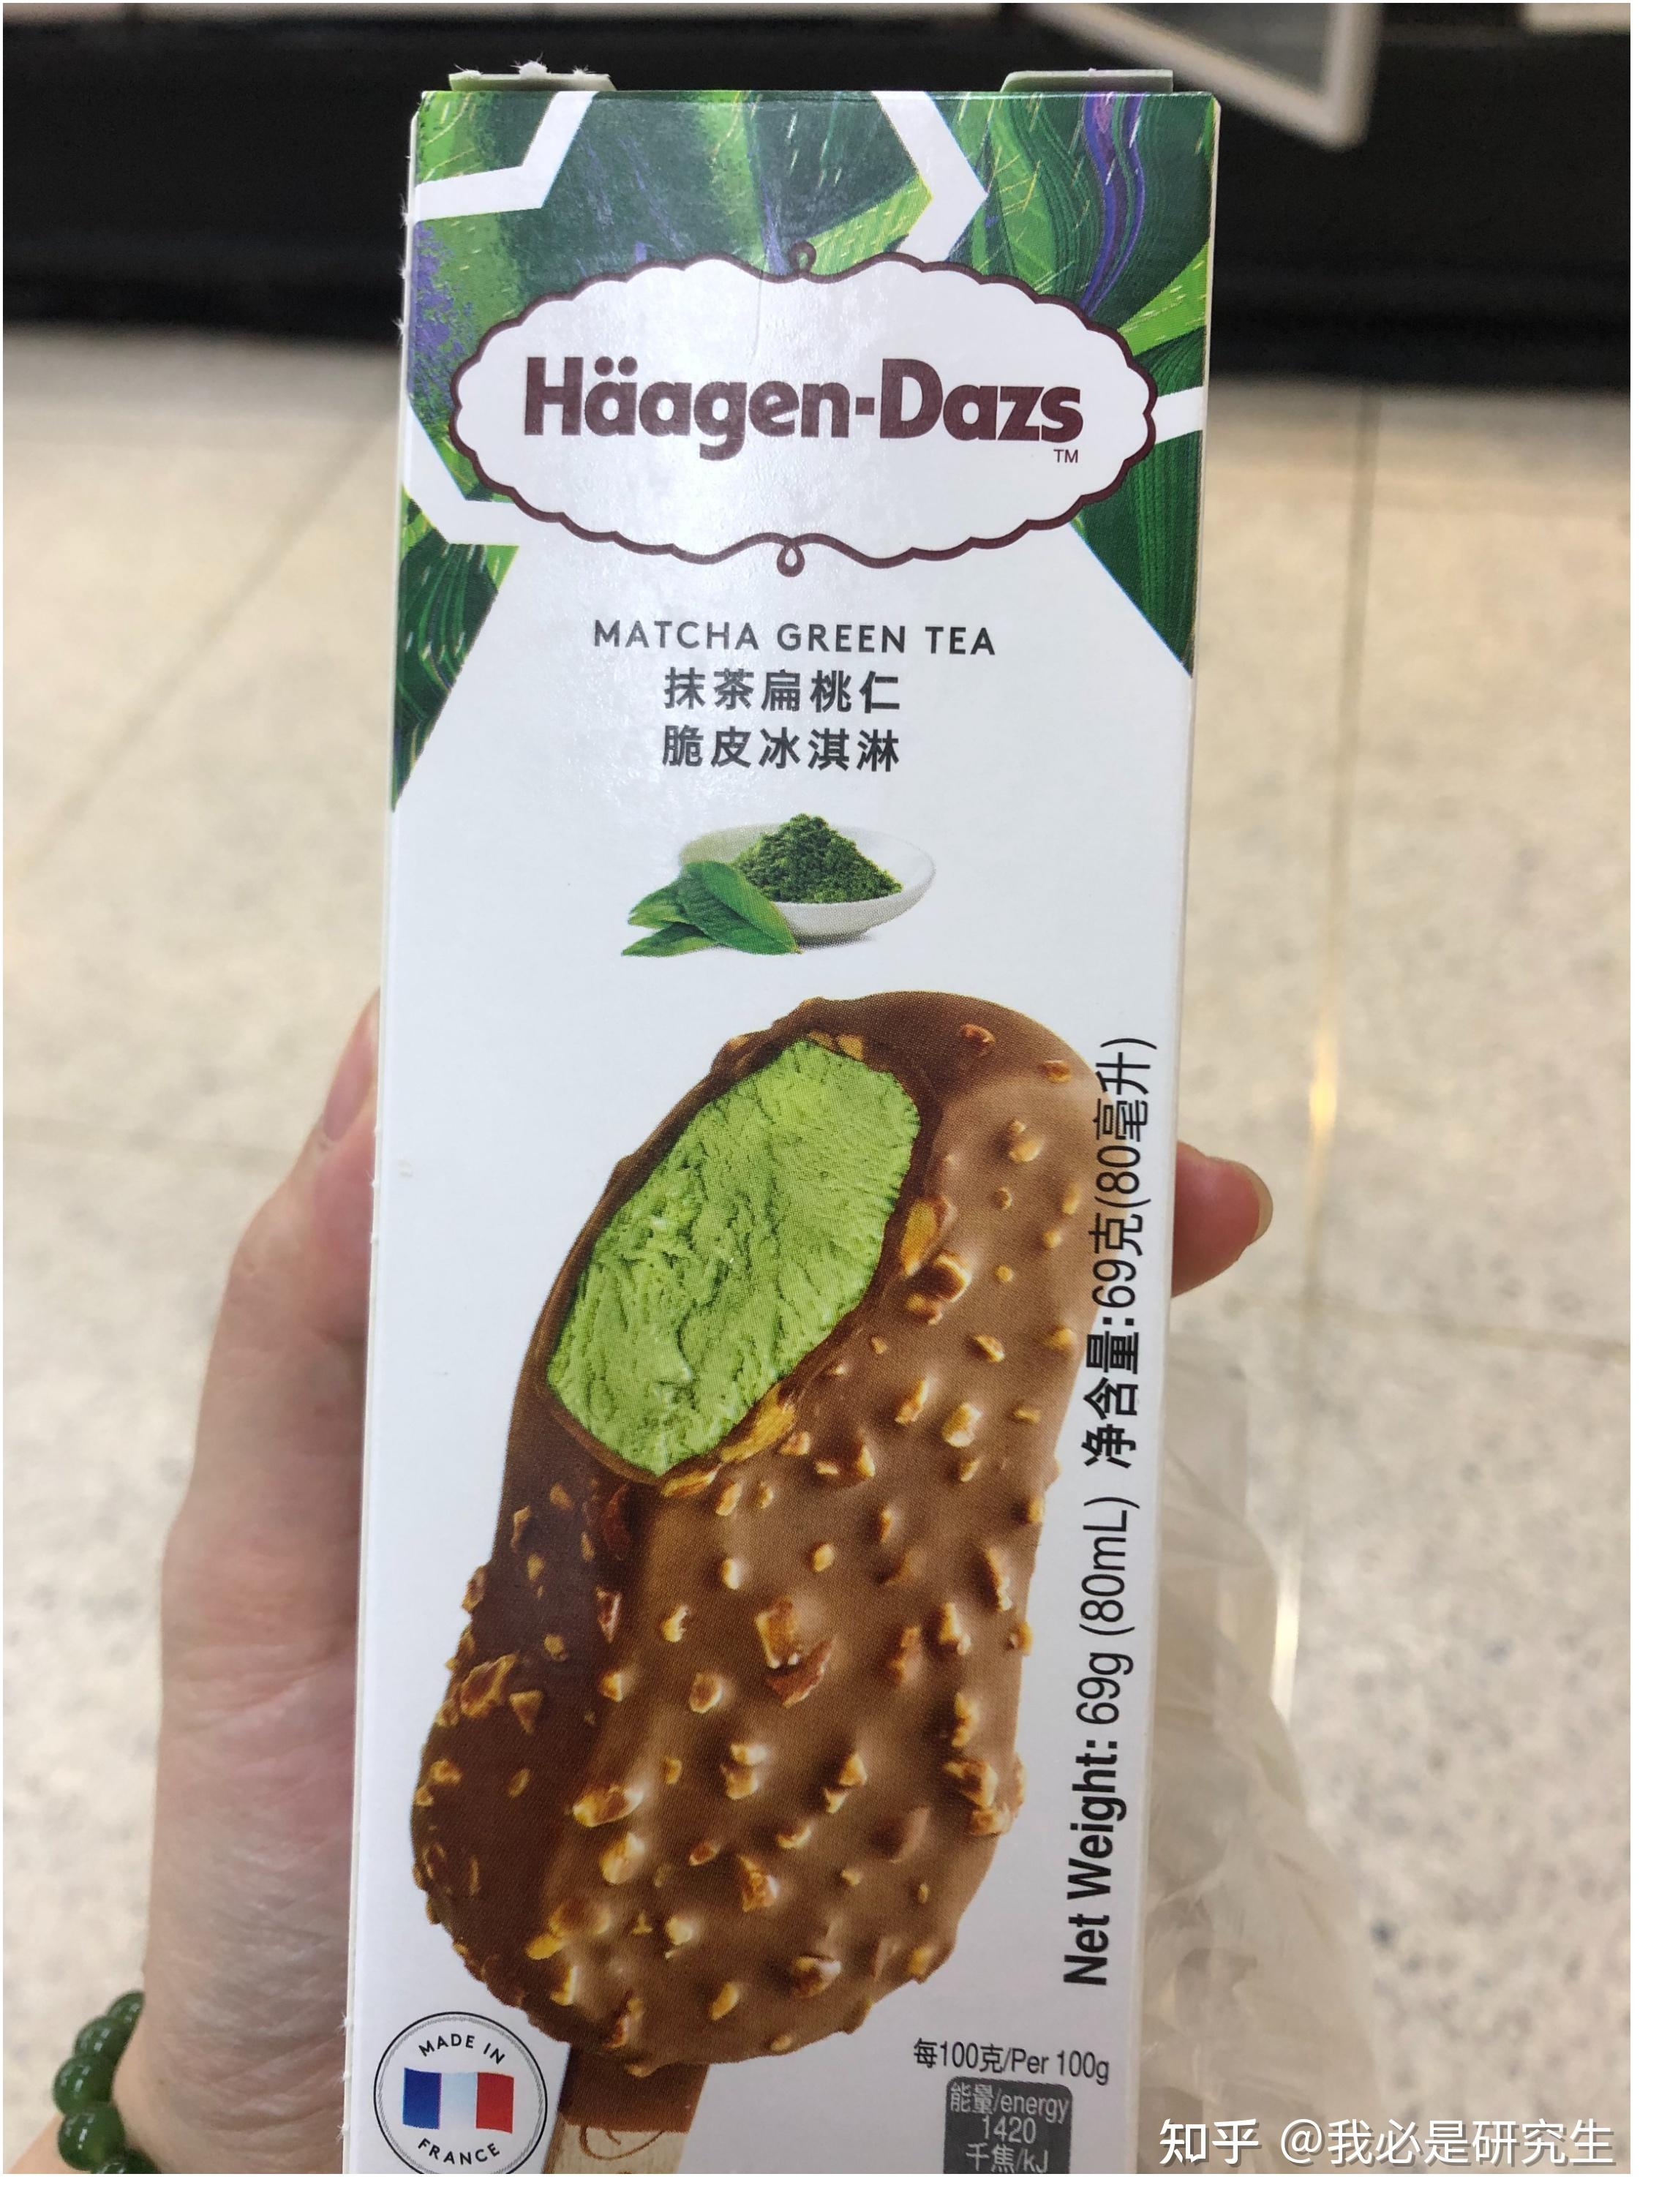 Häagen-Dazs
TM
MATCHA GREEN TEA
抹茶扁桃仁
脆皮冰淇淋
Net Weight: 69g (80mL) 净含量:69克(80毫升)
MADE IN
FRANCE
每100克/Per 100g
能量/energy
1420
千焦/kJ
知乎 @我必是研究生